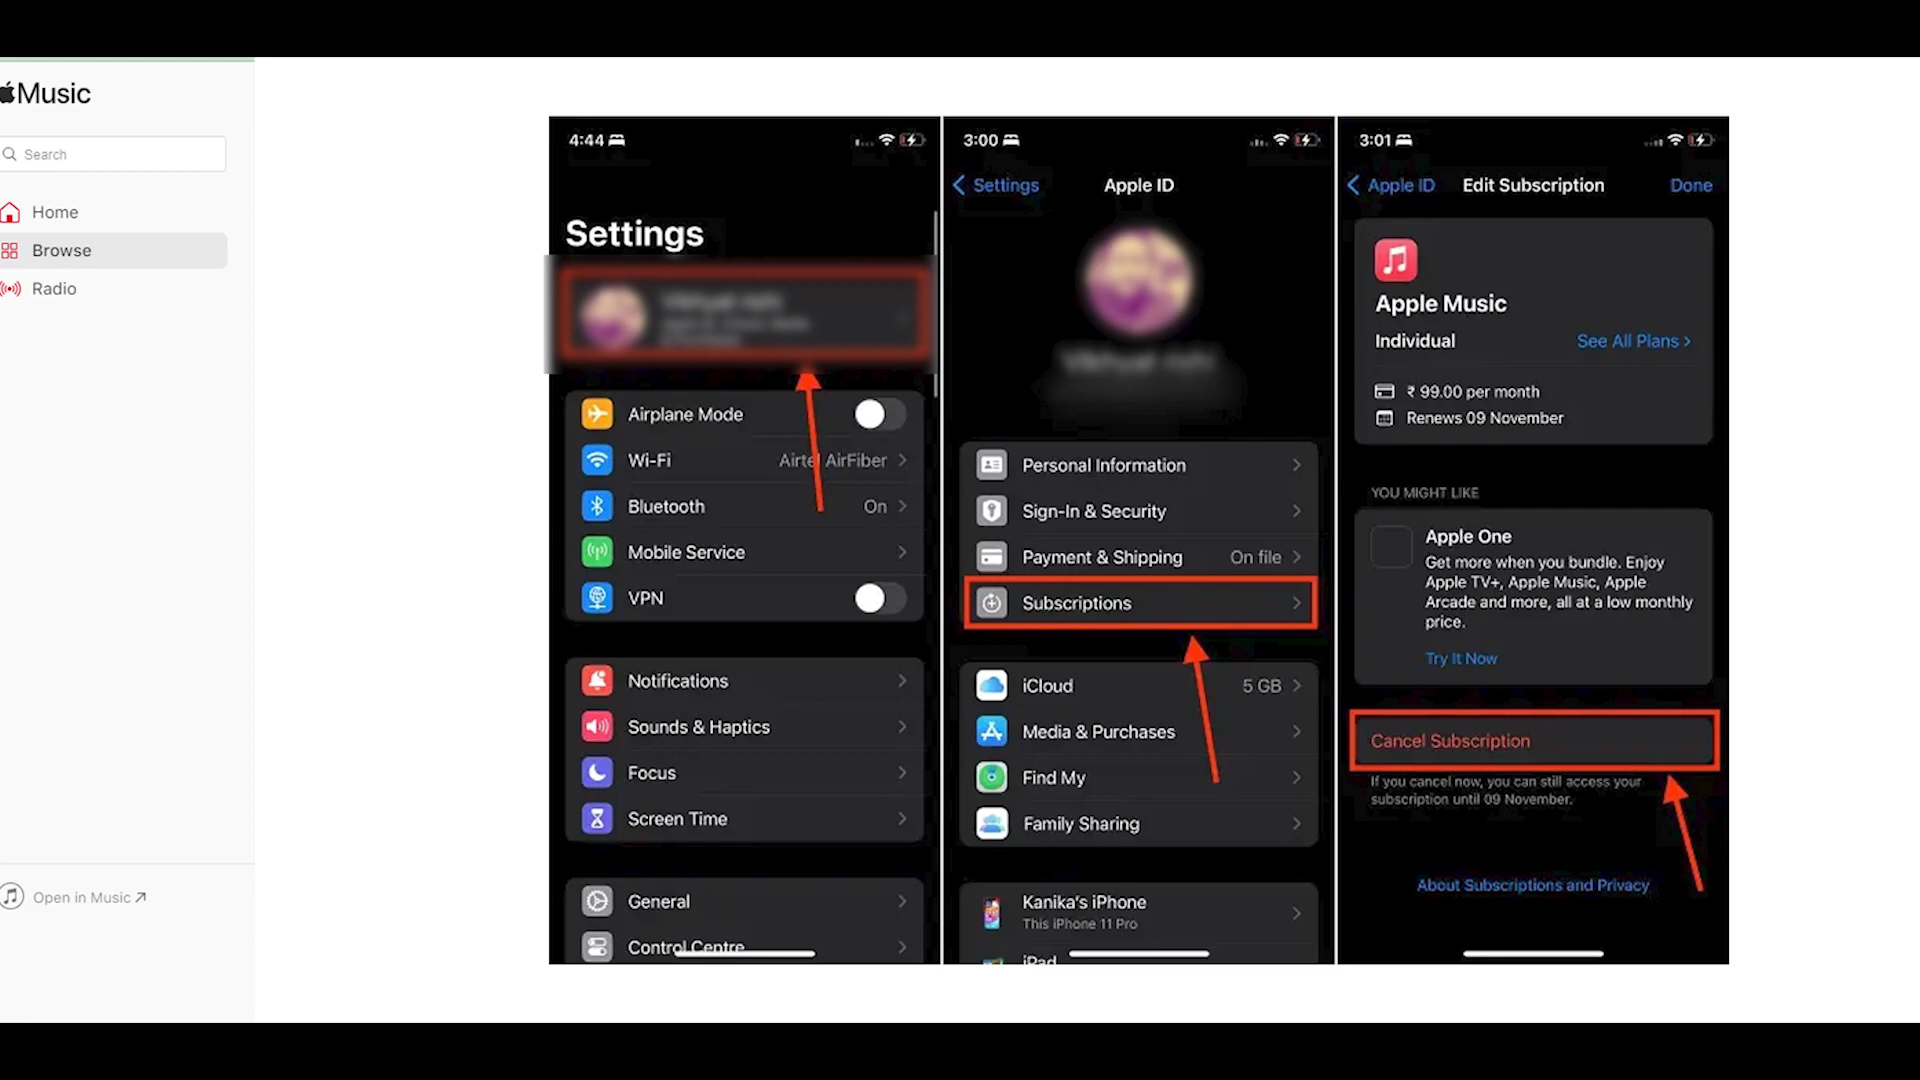 Music
Search
Home
Browse
Radio
Open in Music
4:44
Settings
Airplane Mode
Wi-Fi Airtel AirFiber
Bluetooth On
Mobile Service
VPN
Notifications
Sounds & Haptics
Focus
Screen Time
General
Control Centre
3:00
Settings Apple ID
Personal Information
Sign-In & Security
Payment & Shipping On file
Subscriptions
iCloud 5 GB
Media & Purchases
Find My
Family Sharing
Kanika's iPhone
This iPhone 11 Pro
iPad
3:01
Apple ID Edit Subscription Done
Apple Music
Individual See All Plans
₹ 99.00 per month
Renews 09 November
YOU MIGHT LIKE
Apple One
Get more when you bundle. Enjoy
Apple TV+, Apple Music, Apple
Arcade and more, all at a low monthly
price.
Try It Now
Cancel Subscription
If you cancel now, you can still access your
subscription until 09 November.
About Subscriptions and Privacy